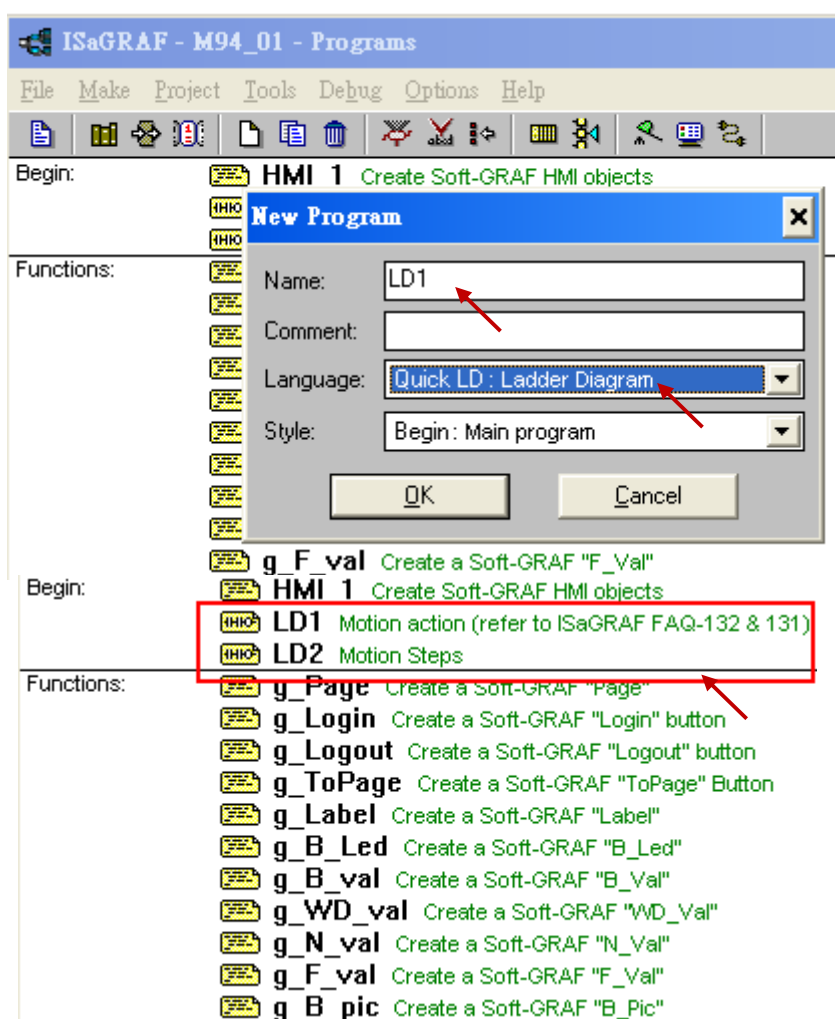 ISaGRAF - M94_01 - Programs
File Make Project Tools Debug Options Help
Begin:
HMI_1 Create Soft-GRAF HMI objects
New Program
Functions:
Name: LD1
Comment:
Language: Quick LD : Ladder Diagram
Style: Begin : Main program
OK Cancel
g_F_val Create a Soft-GRAF "F_Val"
Begin: HMI_1 Create Soft-GRAF HMI objects
LD1 Motion action (refer to ISaGRAF FAQ-132 & 131)
LD2 Motion Steps
Functions: g_Page Create a Soft-GRAF "Page"
g_Login Create a Soft-GRAF "Login" button
g_Logout Create a Soft-GRAF "Logout" button
g_ToPage Create a Soft-GRAF "ToPage" Button
g_Label Create a Soft-GRAF "Label"
g_B_Led Create a Soft-GRAF "B_Led"
g_B_val Create a Soft-GRAF "B_Val"
g_WD_val Create a Soft-GRAF "WD_Val"
g_N_val Create a Soft-GRAF "N_Val"
g_F_val Create a Soft-GRAF "F_Val"
g_B_pic Create a Soft-GRAF "B_Pic"